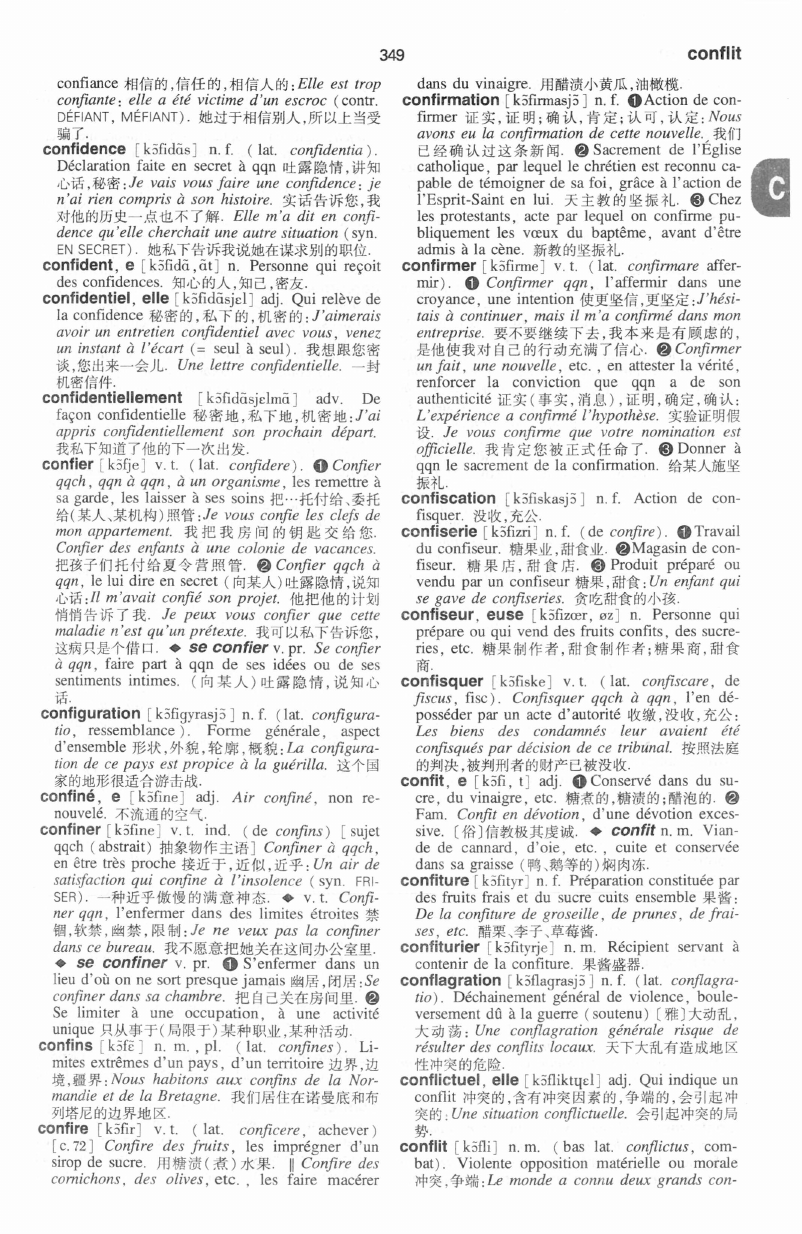 349
conflit
confiance 相信的,信任的,相信人的:Elle est trop
confiante: elle a été victime d'un escroc (contr.
DÉFIANT, MÉFIANT). 她过于相信别人,所以上当受
骗了.
confidence [kɔ̃fidɑ̃s] n. f. ( lat. confidentia ).
Déclaration faite en secret à qqn 吐露隐情,讲知
心话,秘密:Je vais vous faire une confidence: je
n'ai rien compris à son histoire. 实话告诉您,我
对他的历史一点也不了解. Elle m'a dit en confi-
dence qu'elle cherchait une autre situation (syn.
EN SECRET). 她私下告诉我说她在谋求别的职位.
confident, e [kɔ̃fidɑ̃,ɑ̃t] n. Personne qui reçoit
des confidences. 知心的人,知己,密友.
confidentiel, elle [kɔ̃fidɑ̃sjɛl] adj. Qui relève de
la confidence 秘密的,私下的,机密的:J'aimerais
avoir un entretien confidentiel avec vous, venez
un instant à l'écart (= seul à seul). 我想跟您密
谈,您出来一会儿. Une lettre confidentielle. 一封
机密信件.
confidentiellement [kɔ̃fidɑ̃sjɛlmɑ̃] adv. De
façon confidentielle 秘密地,私下地,机密地:J'ai
appris confidentiellement son prochain départ.
我私下知道了他的下一次出发.
confier [kɔ̃fje] v. t. ( lat. confidere). ❶ Confier
qqch, qqn à qqn, à un organisme, les remettre à
sa garde, les laisser à ses soins 把…托付给、委托
给(某人、某机构)照管:Je vous confie les clefs de
mon appartement. 我把我房间的钥匙交给您.
Confier des enfants à une colonie de vacances.
把孩子们托付给夏令营照管. ❷ Confier qqch à
qqn, le lui dire en secret (向某人)吐露隐情,说知
心话:Il m'avait confié son projet. 他把他的计划
悄悄告诉了我. Je peux vous confier que cette
maladie n'est qu'un prétexte. 我可以私下告诉您,
这病只是个借口. ◆ se confier v. pr. Se confier
à qqn, faire part à qqn de ses idées ou de ses
sentiments intimes. (向某人)吐露隐情,说知心
话.
configuration [kɔ̃figyrasjɔ̃] n. f. (lat. configura-
tio, ressemblance). Forme générale, aspect
d'ensemble 形状,外貌,轮廓,概貌:La configura-
tion de ce pays est propice à la guérilla. 这个国
家的地形很适合游击战.
confiné, e [kɔ̃fine] adj. Air confiné, non re-
nouvelé. 不流通的空气.
confiner [kɔ̃fine] v. t. ind. ( de confins) [ sujet
qqch (abstrait) 抽象物作主语] Confiner à qqch,
en être très proche 接近于,近似,近乎:Un air de
satisfaction qui confine à l'insolence ( syn. FRI-
SER). 一种近乎傲慢的满意神态. ◆ v. t. Confi-
ner qqn, l'enfermer dans des limites étroites 禁
锢,软禁,幽禁,限制:Je ne veux pas la confiner
dans ce bureau. 我不愿意把她关在这间办公室里.
◆ se confiner v. pr. ❶ S'enfermer dans un
lieu d'où on ne sort presque jamais 幽居,闭居:Se
confiner dans sa chambre. 把自己关在房间里. ❷
Se limiter à une occupation, à une activité
unique 只从事于(局限于)某种职业,某种活动.
confins [kɔ̃fɛ̃] n. m., pl. ( lat. confines). Li-
mites extrêmes d'un pays, d'un territoire 边界,边
境,疆界:Nous habitons aux confins de la Nor-
mandie et de la Bretagne. 我们居住在诺曼底和布
列塔尼的边界地区.
confire [kɔ̃fir] v. t. ( lat. conficere, achever)
[c. 72] Confire des fruits, les imprégner d'un
sirop de sucre. 用糖渍(煮)水果. ‖ Confire des
cornichons, des olives, etc. , les faire macérer
dans du vinaigre. 用醋渍小黄瓜,油橄榄.
confirmation [kɔ̃firmasjɔ̃] n. f. ❶Action de con-
firmer 证实,证明;确认,肯定;认可,认定:Nous
avons eu la confirmation de cette nouvelle. 我们
已经确认过这条新闻. ❷ Sacrement de l'Église
catholique, par lequel le chrétien est reconnu ca-
pable de témoigner de sa foi, grâce à l'action de
l'Esprit-Saint en lui. 天主教的坚振礼. ❸ Chez
les protestants, acte par lequel on confirme pu-
bliquement les vœux du baptême, avant d'être
admis à la cène. 新教的坚振礼.
confirmer [kɔ̃firme] v. t. ( lat. confirmare affer-
mir). ❶ Confirmer qqn, l'affermir dans une
croyance, une intention 使更坚信,更坚定:J'hési-
tais à continuer, mais il m'a confirmé dans mon
entreprise. 要不要继续下去,我本来是有顾虑的,
是他使我对自己的行动充满了信心. ❷ Confirmer
un fait, une nouvelle, etc. , en attester la vérité,
renforcer la conviction que qqn a de son
authenticité 证实(事实,消息),证明,确定,确认:
L'expérience a confirmé l'hypothèse. 实验证明假
设. Je vous confirme que votre nomination est
officielle. 我肯定您被正式任命了. ❸ Donner à
qqn le sacrement de la confirmation. 给某人施坚
振礼.
confiscation [kɔ̃fiskasjɔ̃] n. f. Action de con-
fisquer. 没收,充公.
confiserie [kɔ̃fizri] n. f. ( de confire). ❶Travail
du confiseur. 糖果业,甜食业. ❷Magasin de con-
fiseur. 糖果店,甜食店. ❸ Produit préparé ou
vendu par un confiseur 糖果,甜食:Un enfant qui
se gave de confiseries. 贪吃甜食的小孩.
confiseur, euse [kɔ̃fizœr, øz] n. Personne qui
prépare ou qui vend des fruits confits, des sucre-
ries, etc. 糖果制作者,甜食制作者;糖果商,甜食
商.
confisquer [kɔ̃fiske] v. t. ( lat. confiscare, de
fiscus, fisc). Confisquer qqch à qqn, l'en dé-
posséder par un acte d'autorité 收缴,没收,充公:
Les biens des condamnés leur avaient été
confisqués par décision de ce tribunal. 按照法庭
的判决,被判刑者的财产已被没收.
confit, e [kɔ̃fi, t] adj. ❶Conservé dans du su-
cre, du vinaigre, etc. 糖煮的,糖渍的;醋泡的. ❷
Fam. Confit en dévotion, d'une dévotion exces-
sive. 〔俗〕信教极其虔诚. ◆ confit n. m. Vian-
de de cannard, d'oie, etc. , cuite et conservée
dans sa graisse (鸭、鹅等的)焖肉冻.
confiture [kɔ̃fityr] n. f. Préparation constituée par
des fruits frais et du sucre cuits ensemble 果酱:
De la confiture de groseille, de prunes, de frai-
ses, etc. 醋栗、李子、草莓酱.
confiturier [kɔ̃fityrje] n. m. Récipient servant à
contenir de la confiture. 果酱盛器.
conflagration [kɔ̃flagrasjɔ̃] n. f. (lat. conflagra-
tio). Déchainement général de violence, boule-
versement dû à la guerre (soutenu) [雅]大动乱,
大动荡: Une conflagration générale risque de
résulter des conflits locaux. 天下大乱有造成地区
性冲突的危险.
conflictuel, elle [kɔ̃fliktɥɛl] adj. Qui indique un
conflit 冲突的,含有冲突因素的,争端的,会引起冲
突的:Une situation conflictuelle. 会引起冲突的局
势.
conflit [kɔ̃fli] n. m. ( bas lat. conflictus, com-
bat). Violente opposition matérielle ou morale
冲突,争端:Le monde a connu deux grands con-
C